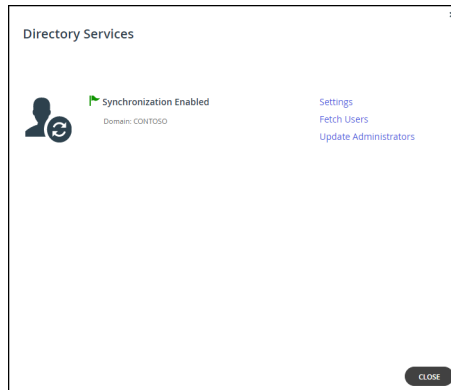 Directory Services
Synchronization Enabled
Domain: CONTOSO
Settings
Fetch Users
Update Administrators
CLOSE